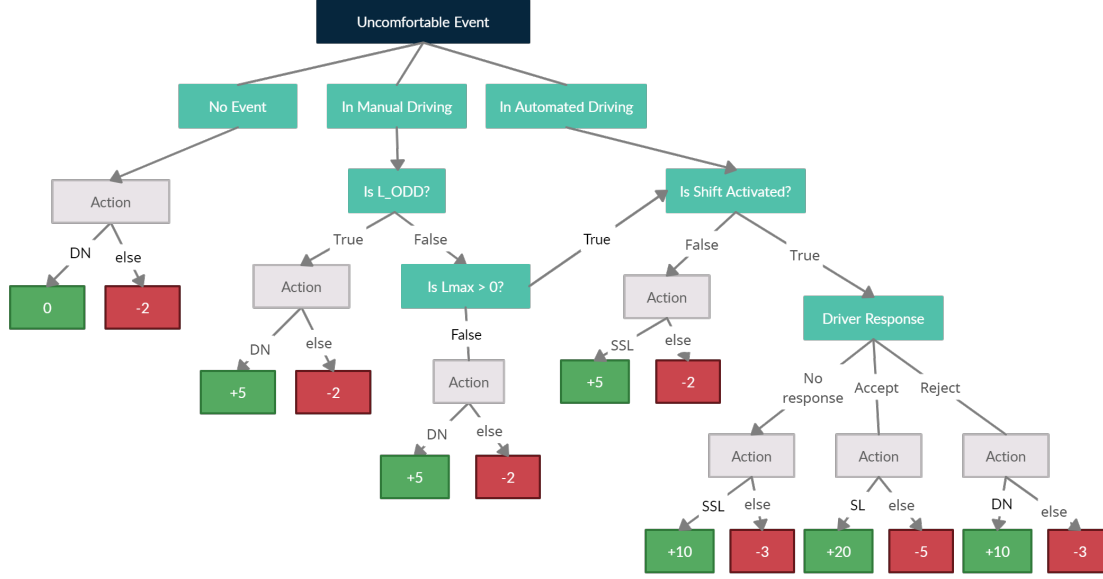 Uncomfortable Event
No Event
In Manual Driving
In Automated Driving
Action
Is L_ODD?
Is Shift Activated?
DN
else
True
False
True
False
True
0
-2
Action
Is Lmax > 0?
Action
Driver Response
DN
else
False
SSL
else
+5
-2
Action
+5
-2
No
response
Accept
Reject
DN
else
+5
-2
Action
Action
Action
SSL
else
SL
else
DN
else
+10
-3
+20
-5
+10
-3